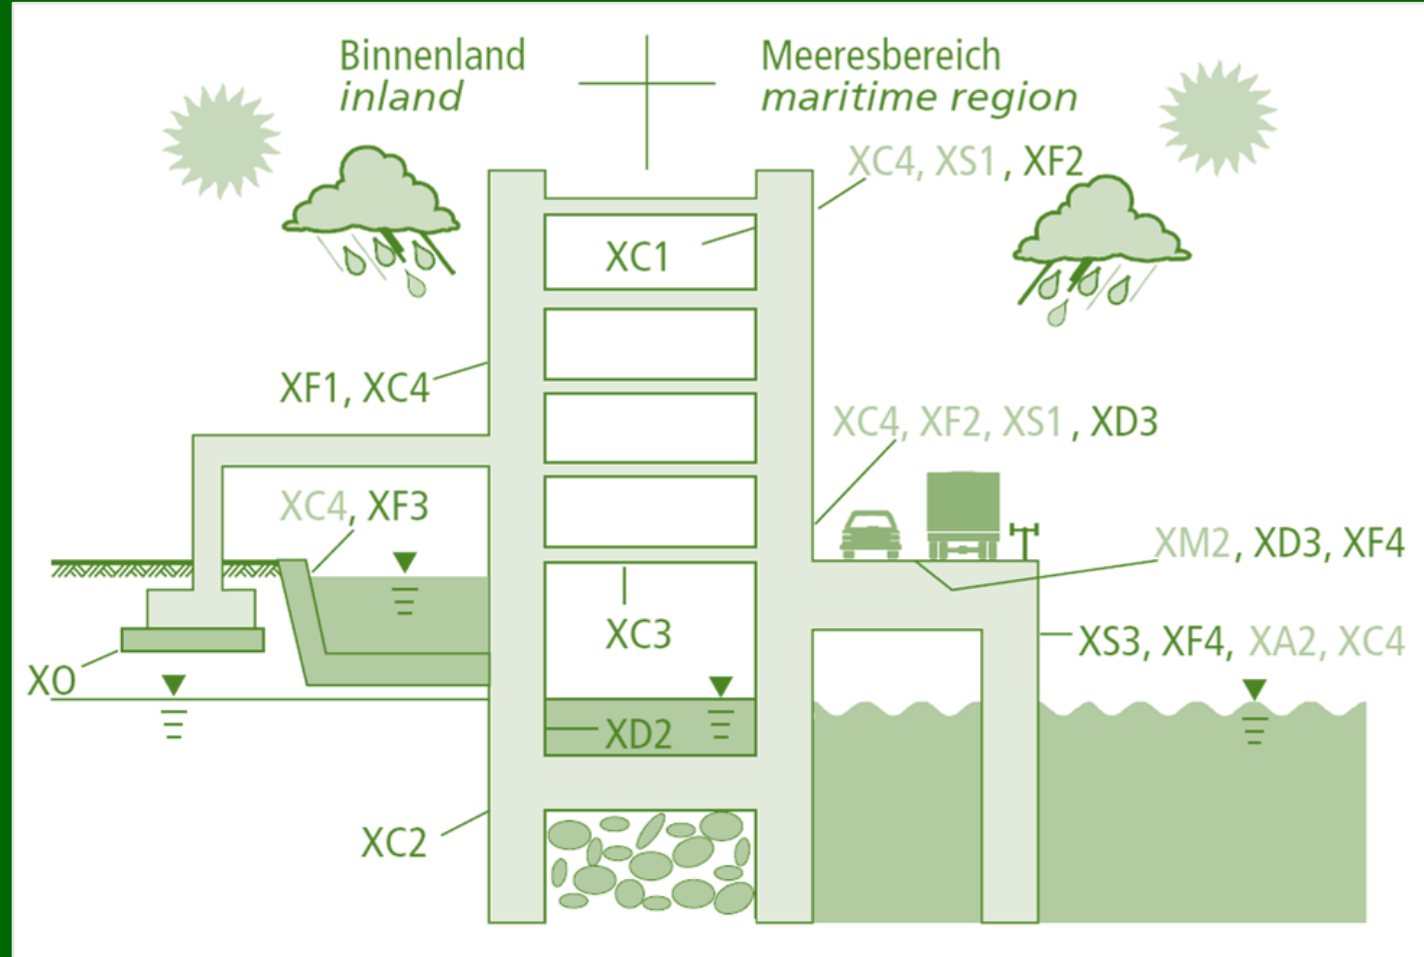 Binnenland
inland
Meeresbereich
maritime region
XC4, XS1, XF2
XC1
XF1, XC4
XC4, XF2, XS1, XD3
XC4, XF3
XM2, XD3, XF4
XC3
XS3, XF4, XA2, XC4
XO
XD2
XC2